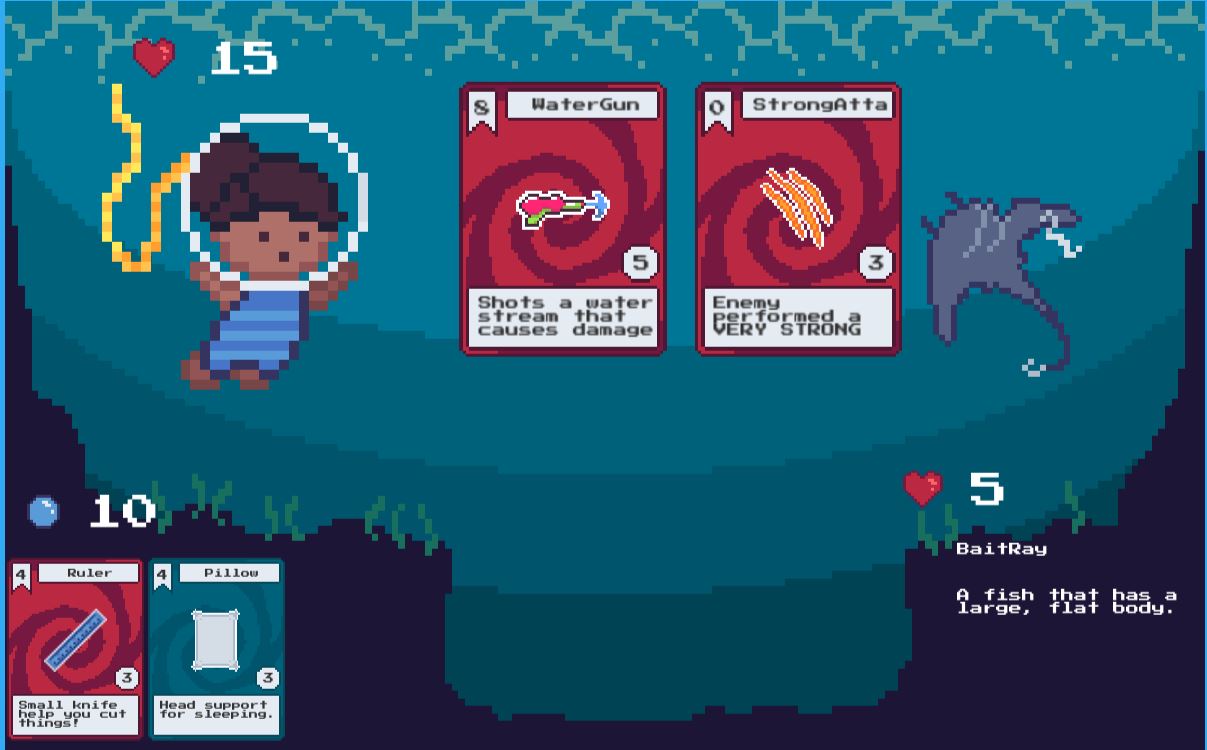 15
8 WaterGun
5
Shots a water
stream that
causes damage
0 StrongAtta
3
Enemy
performed a
VERY STRONG
10
5
BaitRay
A fish that has a
large, flat body.
4 Ruler
3
Small knife
help you cut
things!
4 Pillow
3
Head support
for sleeping.